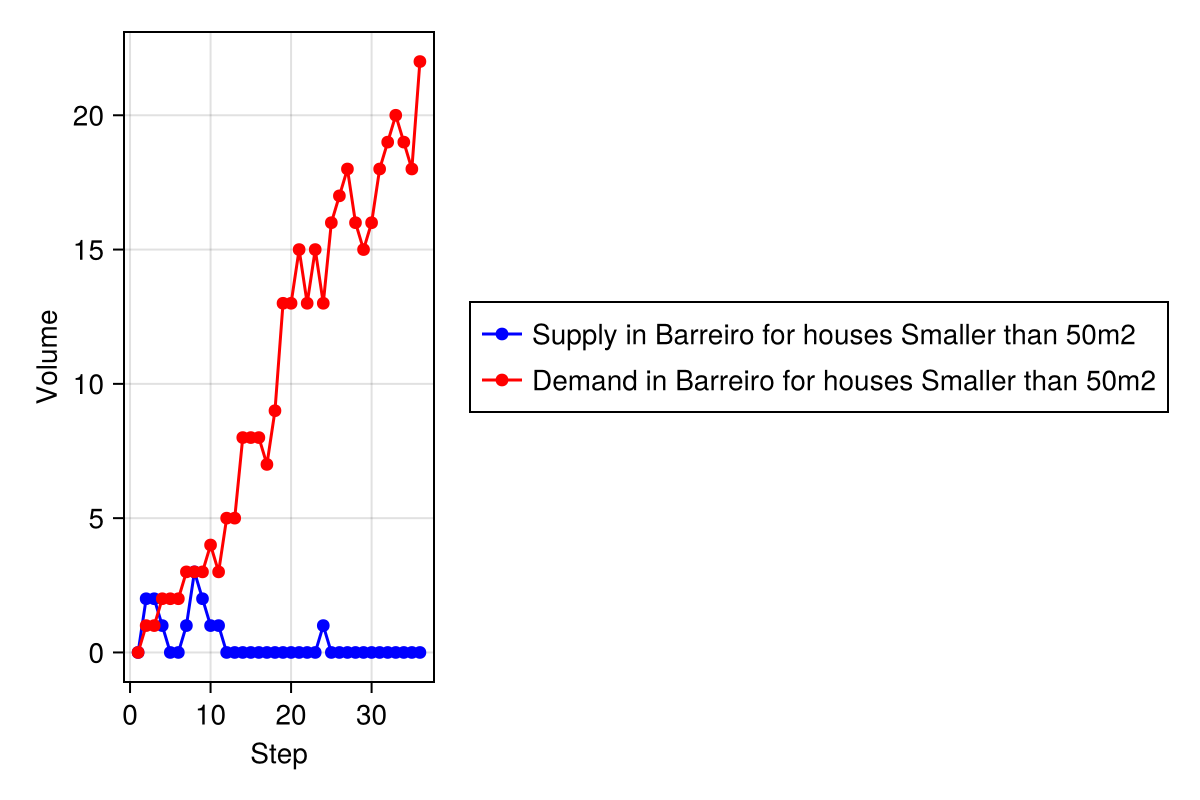 20
15
10
5
0
Volume
0 10 20 30
Step
Supply in Barreiro for houses Smaller than 50m2
Demand in Barreiro for houses Smaller than 50m2